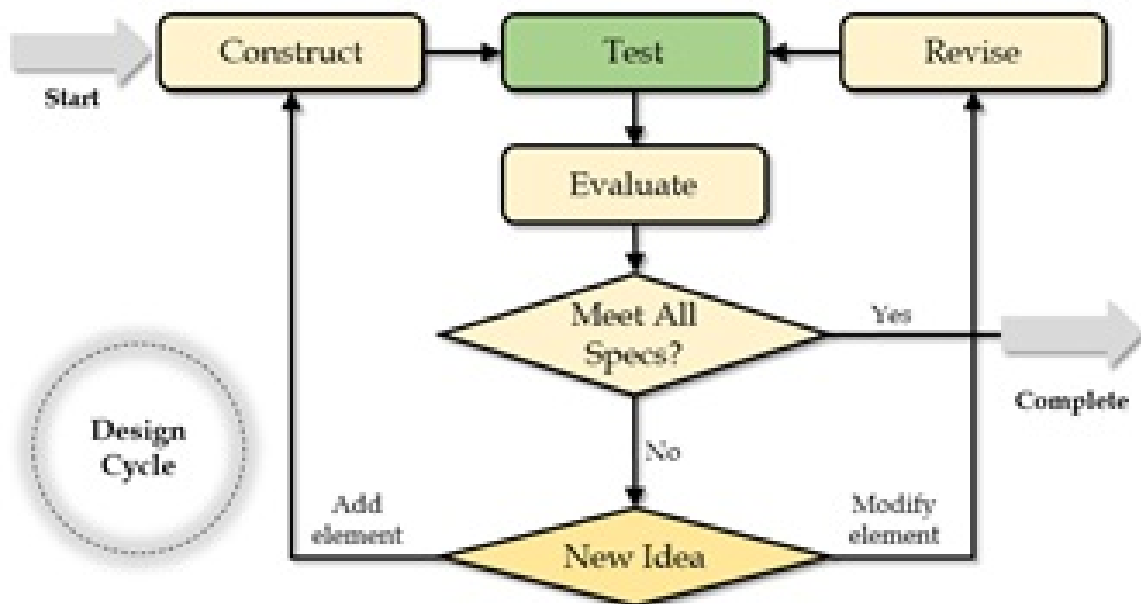 Construct
Test
Revise
Start
Evaluate
Meet All
Specs?
Yes
Complete
Design
Cycle
No
Add
element
Modify
element
New Idea